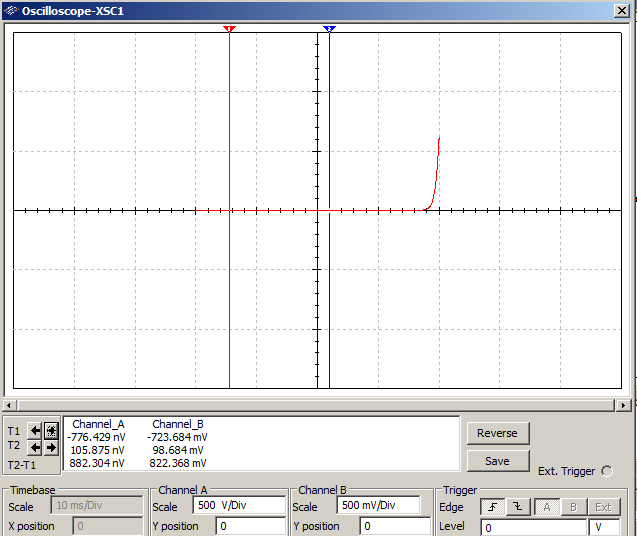 Oscilloscope-XSC1
1 2
Channel_A Channel_B
T1 -776.429 nV -723.684 mV
T2 105.875 nV 98.684 mV
T2-T1 882.304 nV 822.368 mV
Reverse
Save
Ext. Trigger
Timebase Channel A Channel B Trigger
Scale 10 ms/Div Scale 500 V/Div Scale 500 mV/Div Edge A B Ext
X position 0 Y position 0 Y position 0 Level 0 V